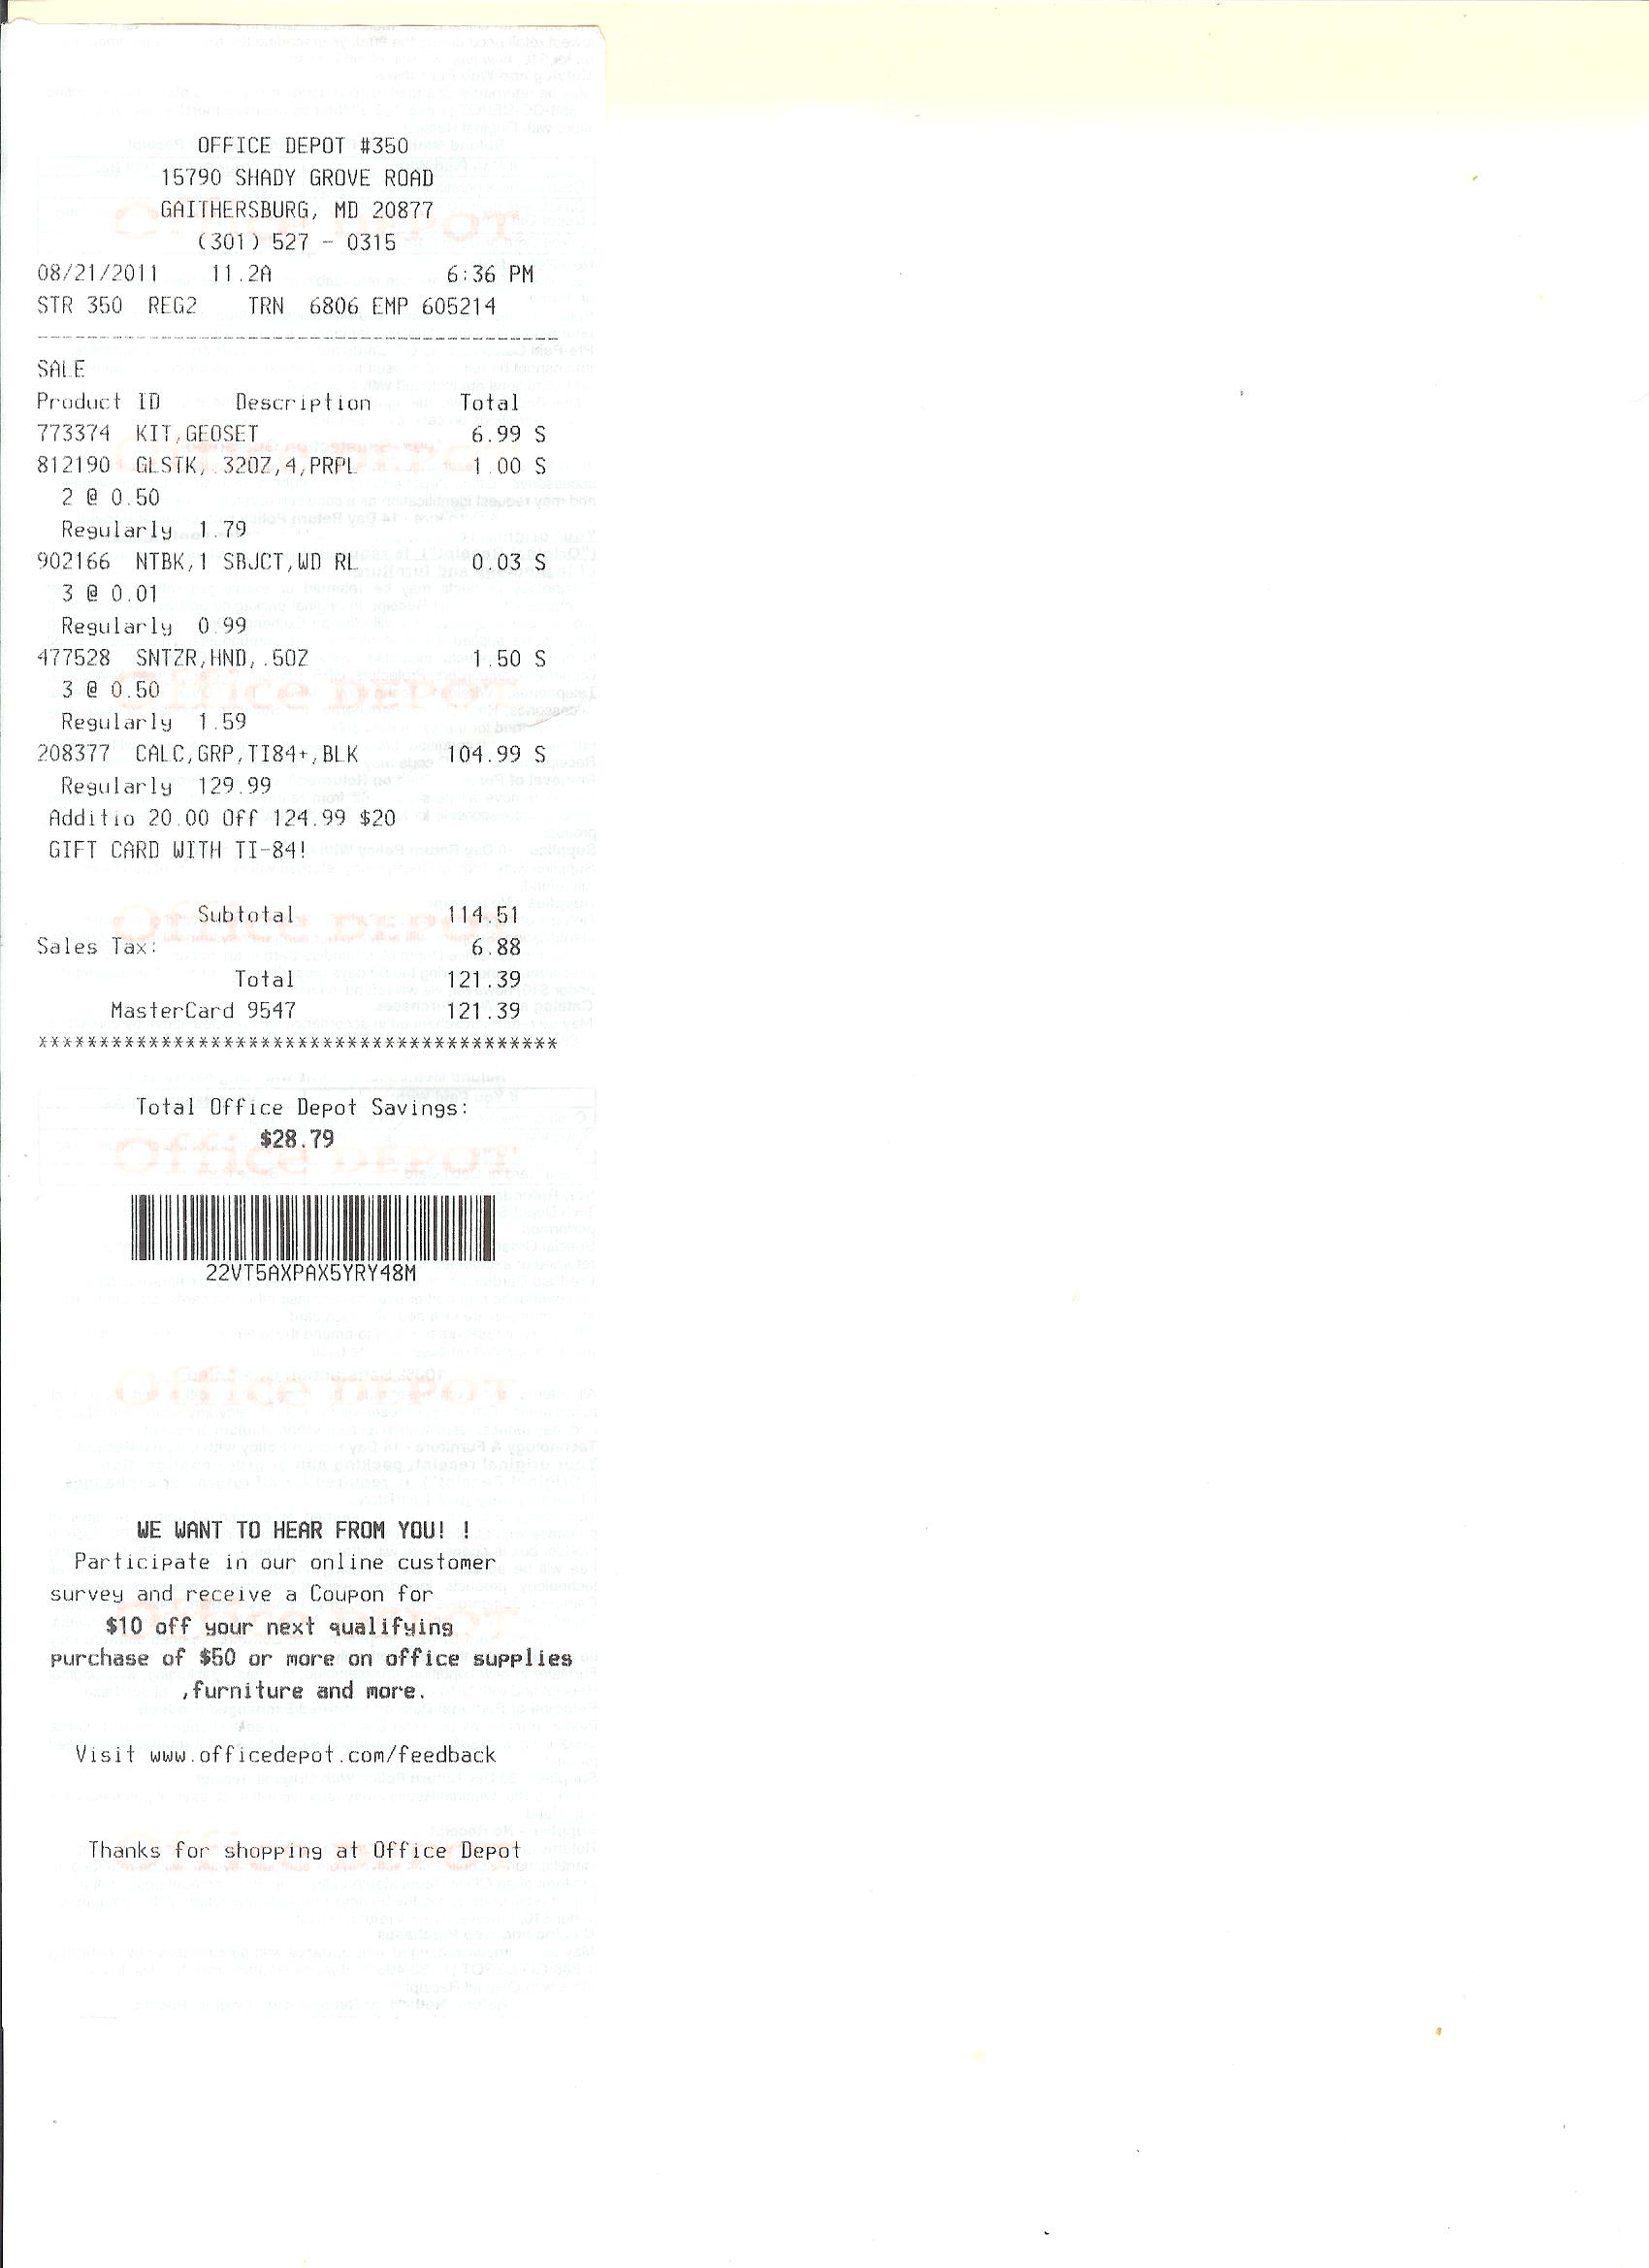 OFFICE DEPOT #350
15790 SHADY GROVE ROAD
GAITHERSBURG, MD 20877
(301) 527 - 0315
08/21/2011 11.2A 6:36 PM
STR 350 REG2 TRN 6806 EMP 605214
SALE
Product ID Description Total
773374 KIT,GEOSET 6.99 S
812190 GLSTK,.32OZ,4,PRPL 1.00 S
2 @ 0.50
Regularly 1.79
902166 NTBK,1 SBJCT,WD RL 0.03 S
3 @ 0.01
Regularly 0.99
477528 SNTZR,HND,.5OZ 1.50 S
3 @ 0.50
Regularly 1.59
208377 CALC,GRP,TI84+,BLK 104.99 S
Regularly 129.99
Additio 20.00 Off 124.99 $20
GIFT CARD WITH TI-84!
Subtotal 114.51
Sales Tax: 6.88
Total 121.39
MasterCard 9547 121.39
******************************************
Total Office Depot Savings:
$28.79
22VT5AXPAX5YRY48M
WE WANT TO HEAR FROM YOU! !
Participate in our online customer
survey and receive a Coupon for
$10 off your next qualifying
purchase of $50 or more on office supplies
,furniture and more.
Visit www.officedepot.com/feedback
Thanks for shopping at Office Depot